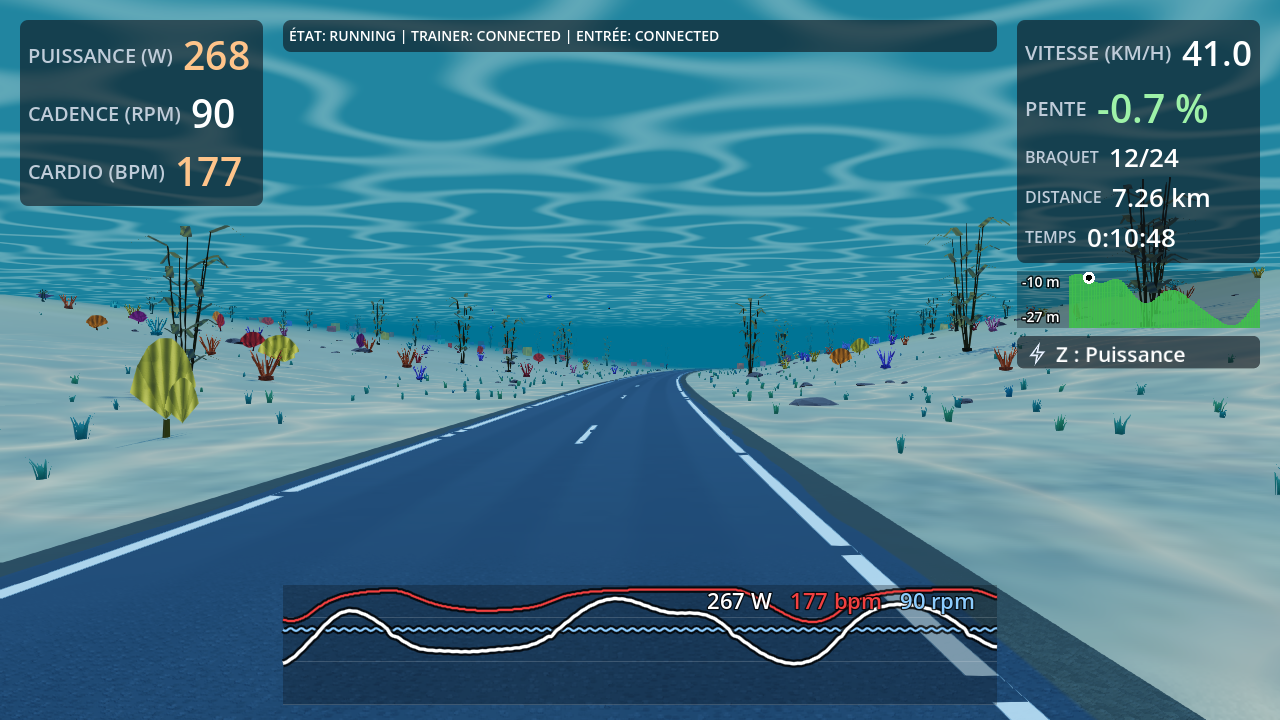 PUISSANCE (W) 268
CADENCE (RPM) 90
CARDIO (BPM) 177
ÉTAT: RUNNING | TRAINER: CONNECTED | ENTRÉE: CONNECTED
VITESSE (KM/H) 41.0
PENTE -0.7 %
BRAQUET 12/24
DISTANCE 7.26 km
TEMPS 0:10:48
-10 m
-27 m
Z : Puissance
267 W 177 bpm 90 rpm